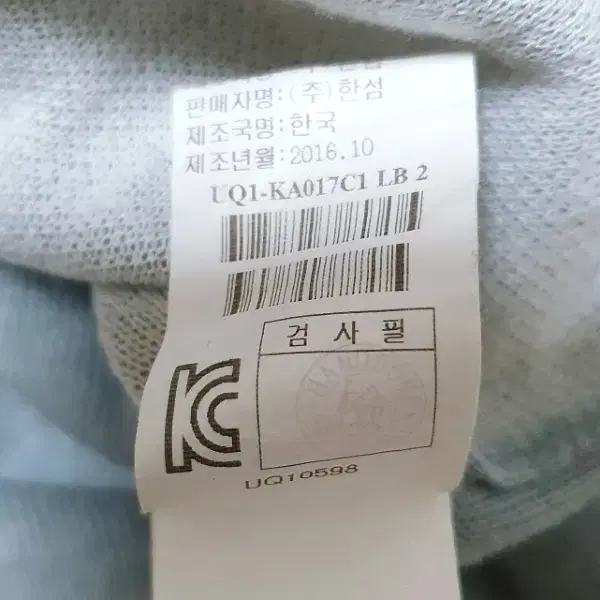 판매자명:(주)한섬
제조국명:한국
제조년월:2016.10
UQ1-KA017C1 LB 2
검 사 필
KC
UQ10598